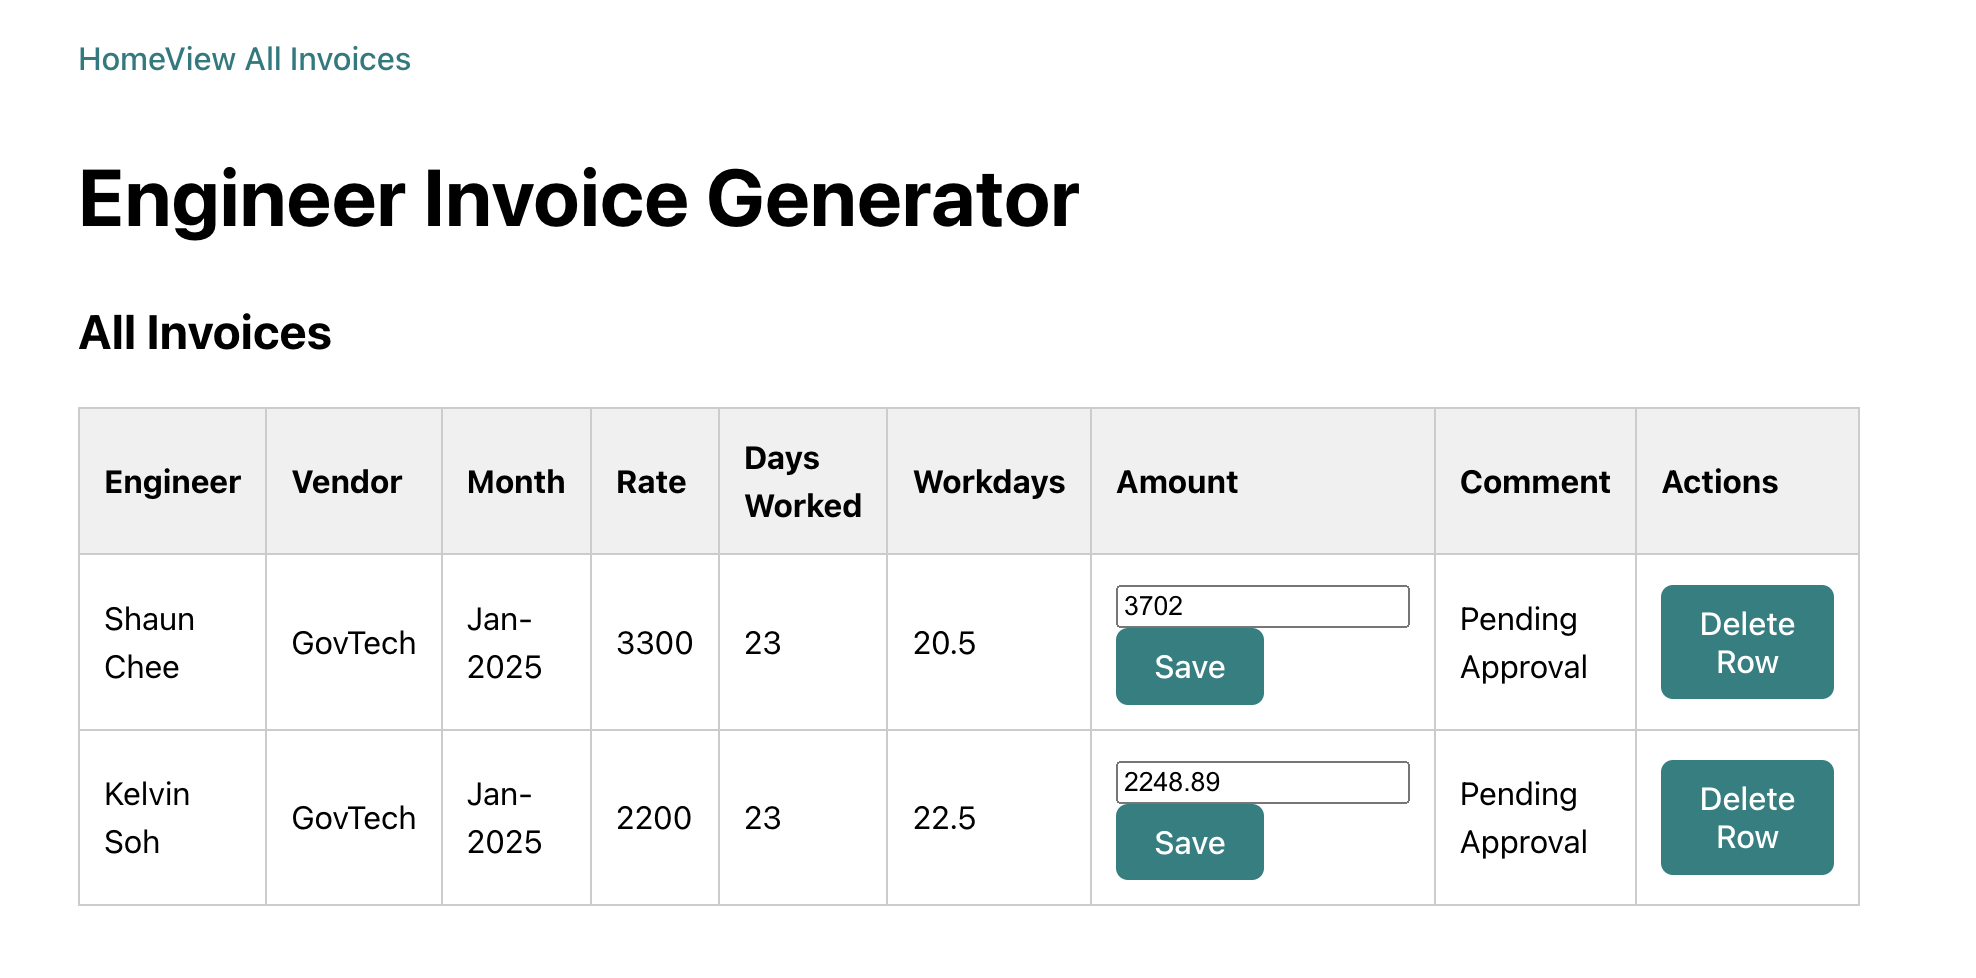 HomeView All Invoices
Engineer Invoice Generator
All Invoices
Engineer Vendor Month Rate Days Worked Workdays Amount Comment Actions
Shaun Chee GovTech Jan-2025 3300 23 20.5 3702 Save Pending Approval Delete Row
Kelvin Soh GovTech Jan-2025 2200 23 22.5 2248.89 Save Pending Approval Delete Row